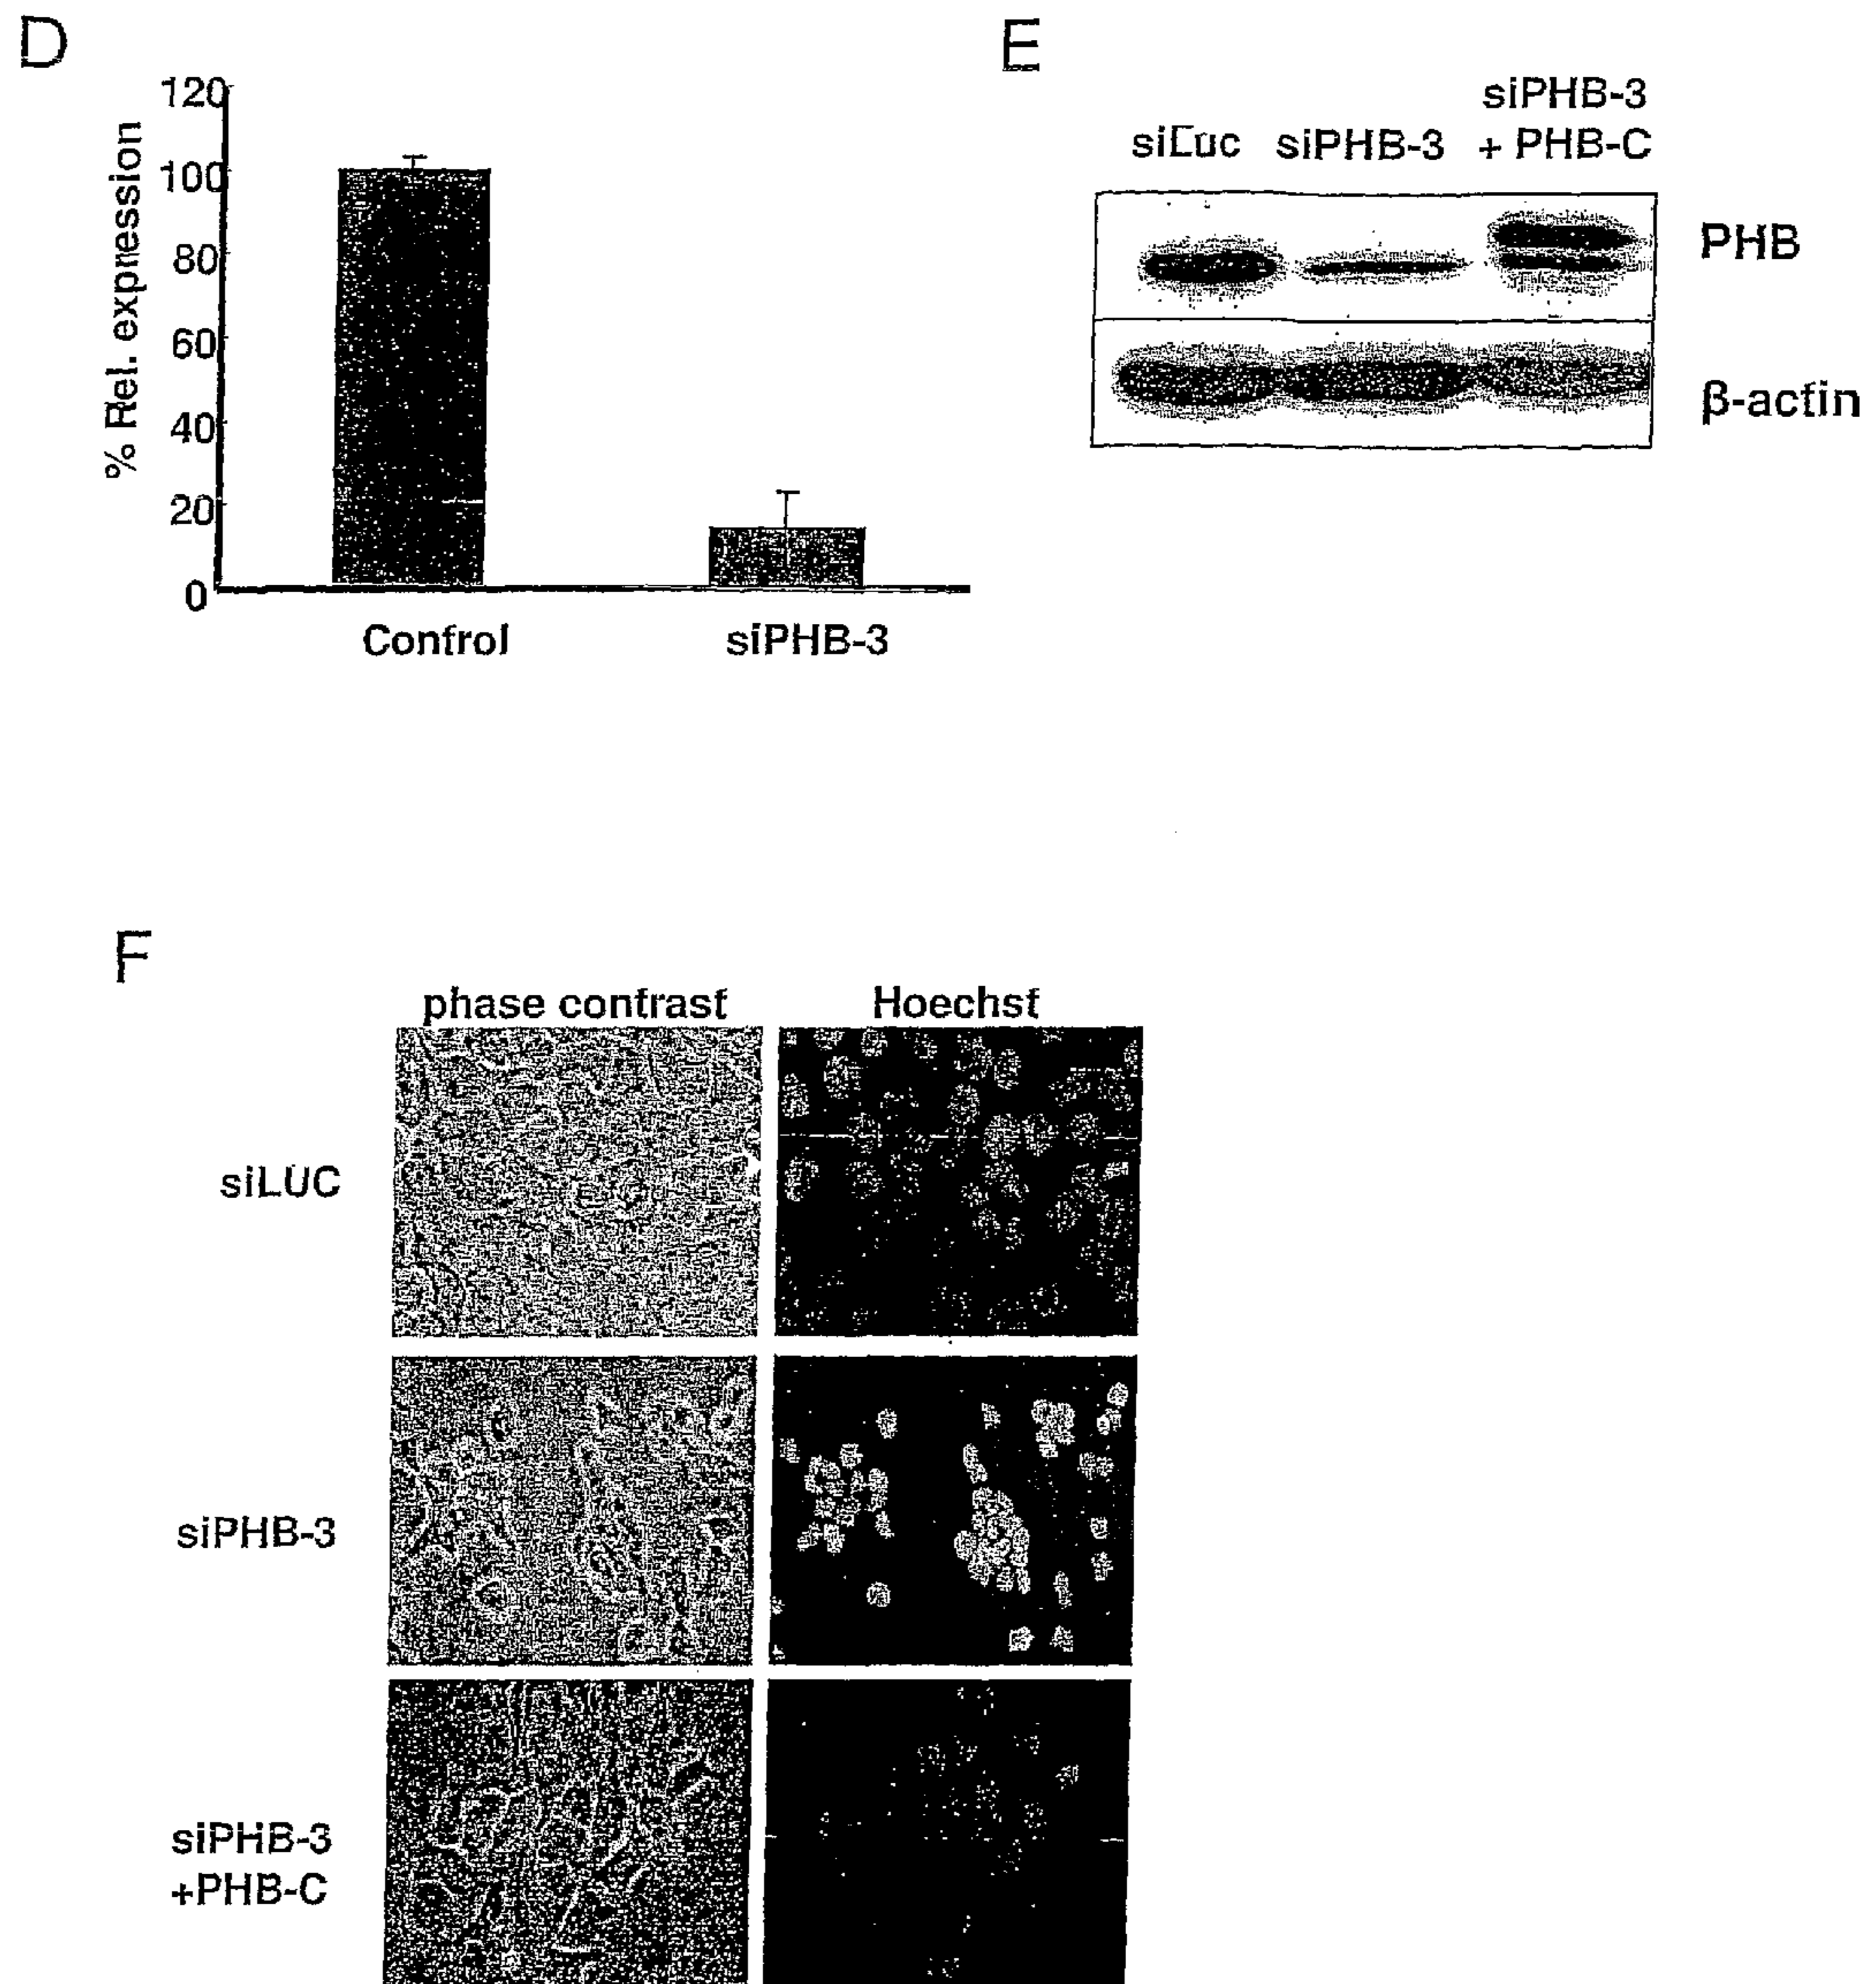 D
120
100
80
60
40
20
0
% Rel. expression
Control
siPHB-3
E
siLuc siPHB-3 siPHB-3 + PHB-C
PHB
β-actin
F
phase contrast Hoechst
siLUC
siPHB-3
siPHB-3
+PHB-C